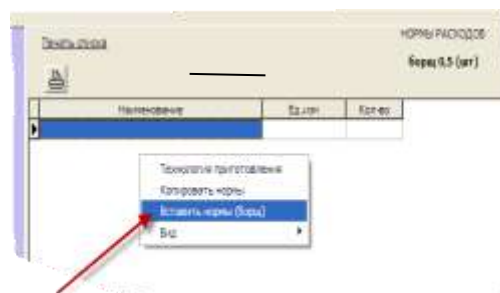 НОРМЫ РАСХОДОВ
Печать списка
борщ 0,5 (шт)
Наименование Ед.изм Кол-во
Технология приготовления
Копировать нормы
Вставить нормы (борщ)
Вид